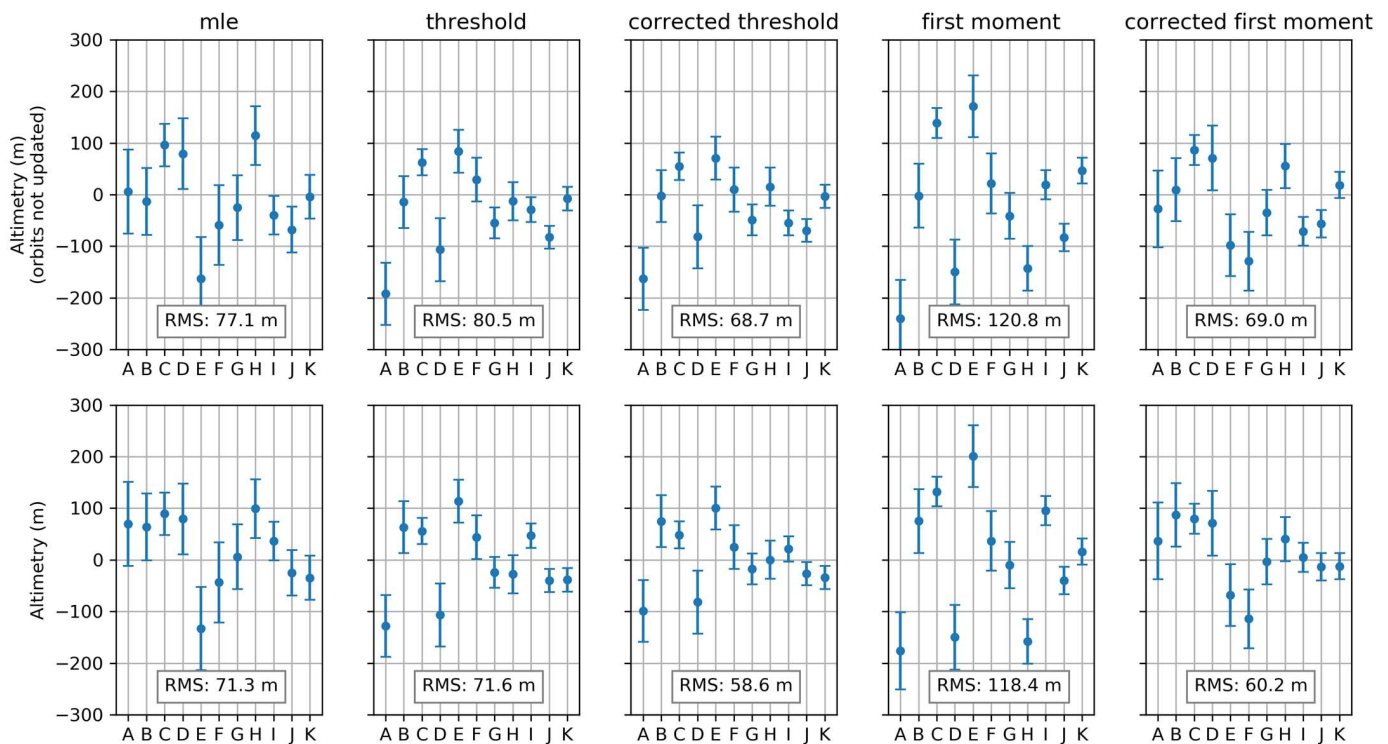 mle threshold corrected threshold first moment corrected first moment
Altimetry (m)
(orbits not updated)
300
200
100
0
−100
−200
−300
RMS: 77.1 m RMS: 80.5 m RMS: 68.7 m RMS: 120.8 m RMS: 69.0 m
A B C D E F G H I J K A B C D E F G H I J K A B C D E F G H I J K A B C D E F G H I J K A B C D E F G H I J K
Altimetry (m)
300
200
100
0
−100
−200
−300
RMS: 71.3 m RMS: 71.6 m RMS: 58.6 m RMS: 118.4 m RMS: 60.2 m
A B C D E F G H I J K A B C D E F G H I J K A B C D E F G H I J K A B C D E F G H I J K A B C D E F G H I J K